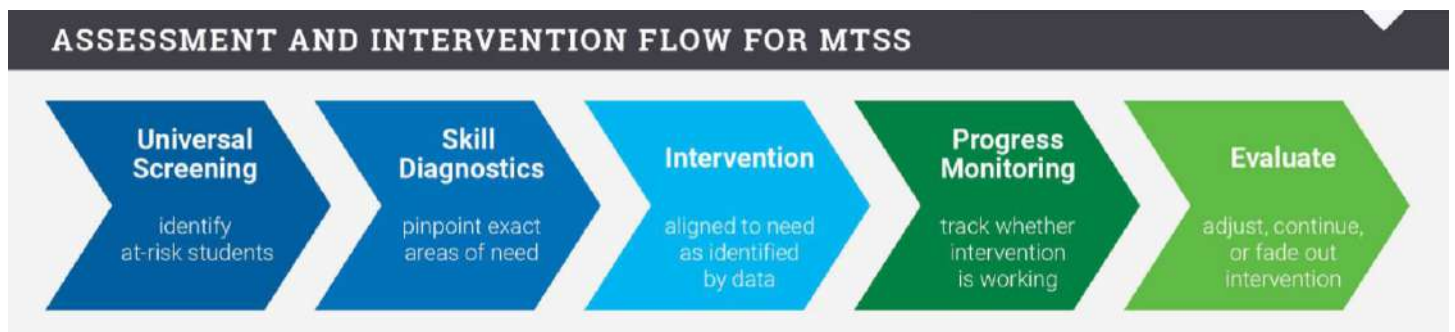 ASSESSMENT AND INTERVENTION FLOW FOR MTSS
Universal
Screening
identify
at-risk students
Skill
Diagnostics
pinpoint exact
areas of need
Intervention
aligned to need
as identified
by data
Progress
Monitoring
track whether
intervention
is working
Evaluate
adjust, continue,
or fade out
intervention